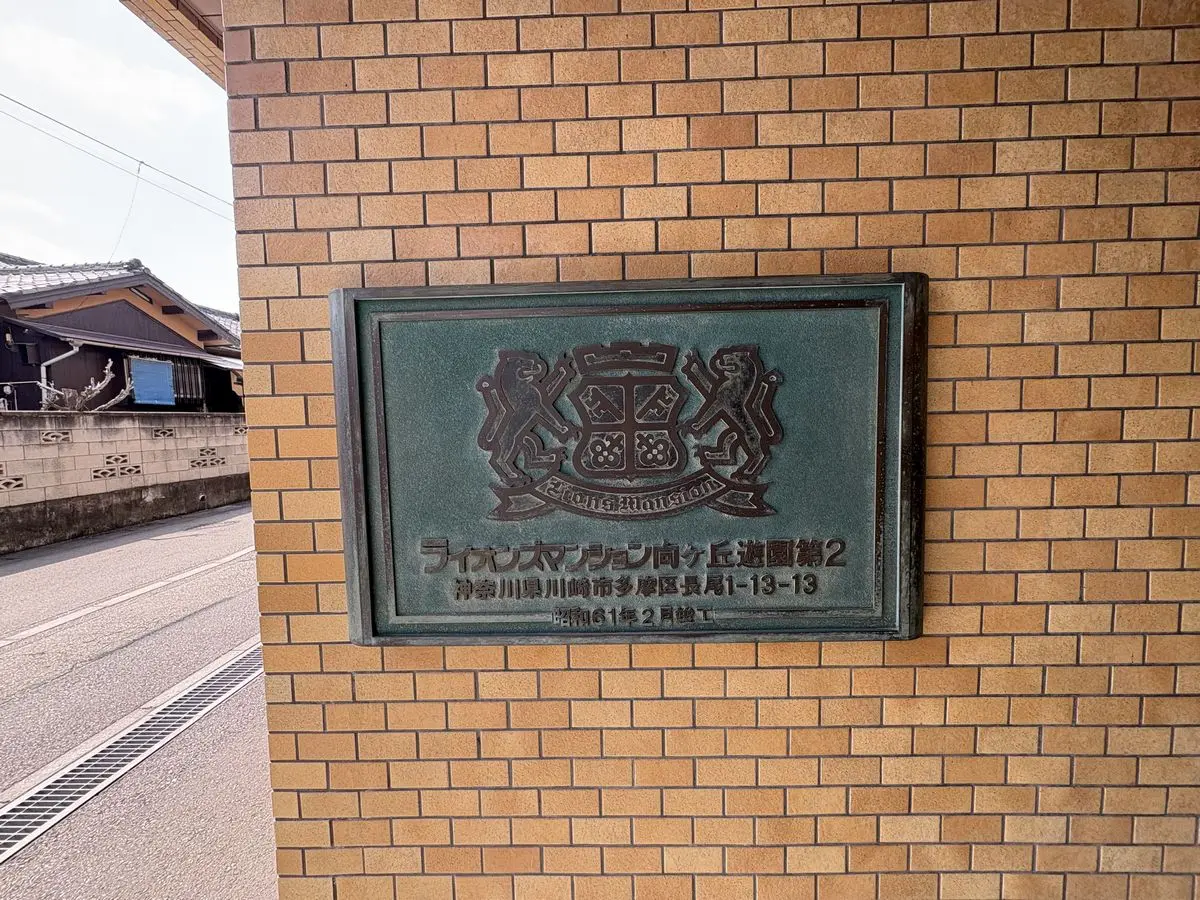 Lions Mansion
ライオンズマンション向ヶ丘遊園第2
神奈川県川崎市多摩区長尾1-13-13
昭和61年2月竣工